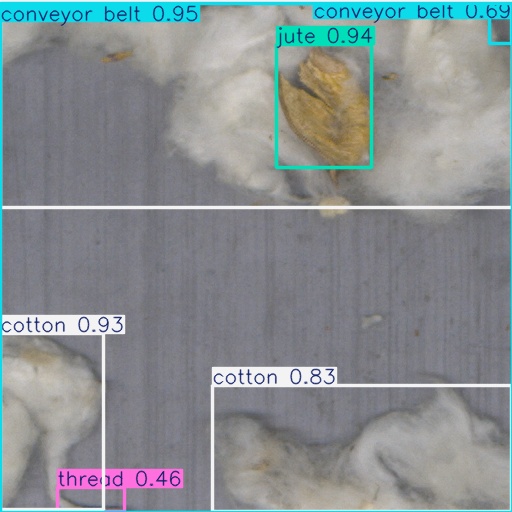 conveyor belt 0.95
conveyor belt 0.69
jute 0.94
cotton 0.93
cotton 0.83
thread 0.46